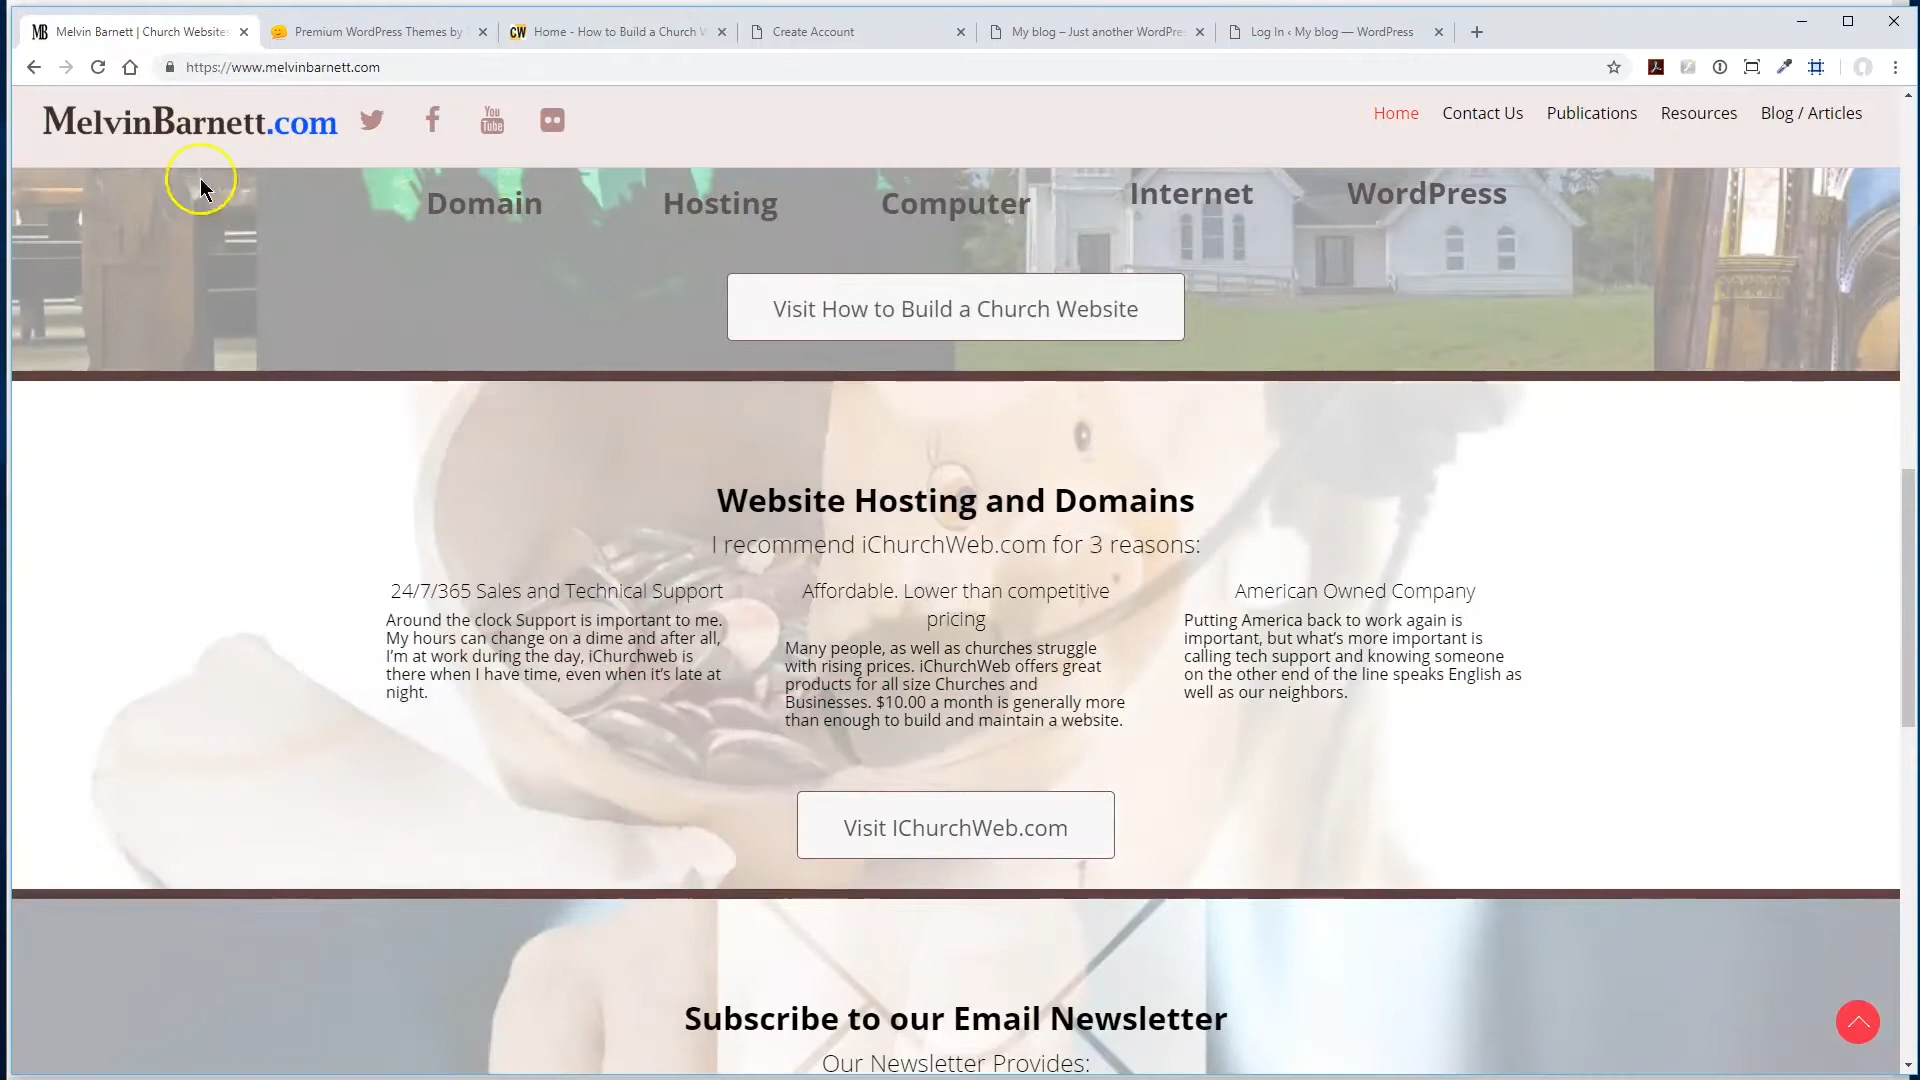 MB Melvin Barnett | Church Websites
Premium WordPress Themes by
CW Home - How to Build a Church W
Create Account
My blog – Just another WordPre
Log In ‹ My blog — WordPress
https://www.melvinbarnett.com
MelvinBarnett.com
You
Tube
Home
Contact Us
Publications
Resources
Blog / Articles
Domain
Hosting
Computer
Internet
WordPress
Visit How to Build a Church Website
Website Hosting and Domains
I recommend iChurchWeb.com for 3 reasons:
24/7/365 Sales and Technical Support
Around the clock Support is important to me.
My hours can change on a dime and after all,
I'm at work during the day, iChurchweb is
there when I have time, even when it's late at
night.
Affordable. Lower than competitive
pricing
Many people, as well as churches struggle
with rising prices. iChurchWeb offers great
products for all size Churches and
Businesses. $10.00 a month is generally more
than enough to build and maintain a website.
American Owned Company
Putting America back to work again is
important, but what's more important is
calling tech support and knowing someone
on the other end of the line speaks English as
well as our neighbors.
Visit IChurchWeb.com
Subscribe to our Email Newsletter
Our Newsletter Provides: